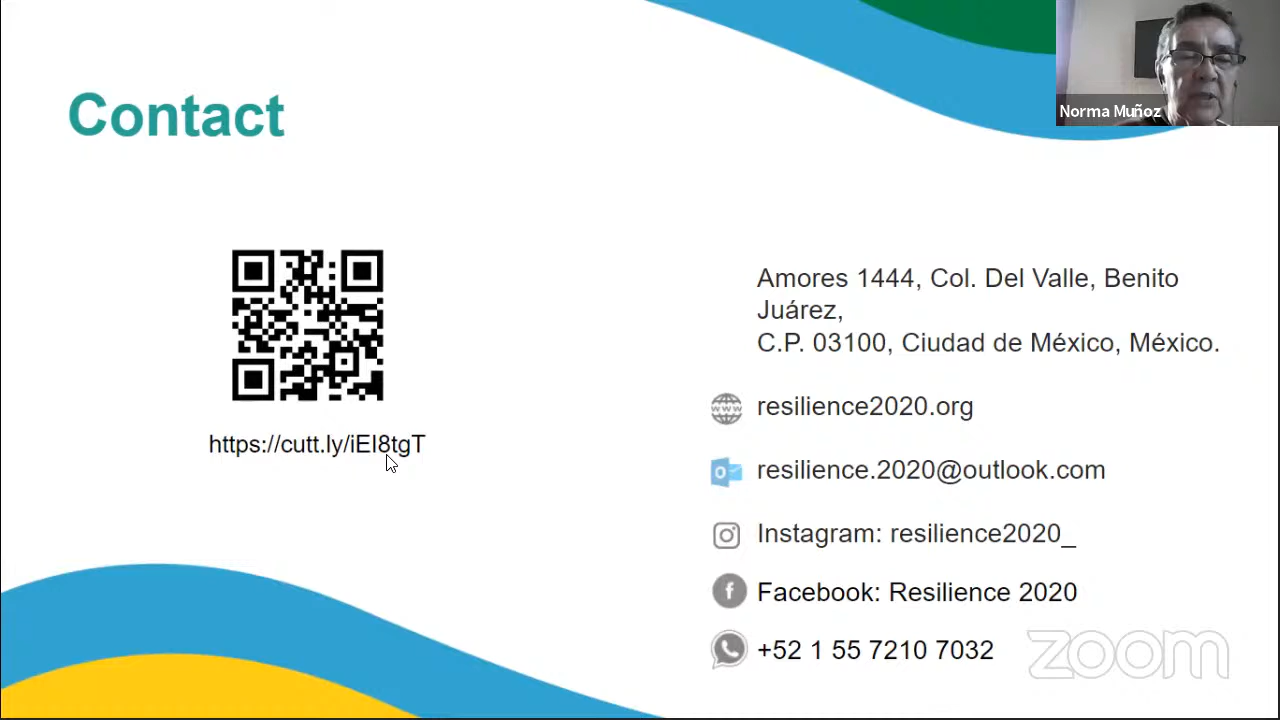 Contact
Norma Muñoz
https://cutt.ly/iEI8tgT
Amores 1444, Col. Del Valle, Benito
Juárez,
C.P. 03100, Ciudad de México, México.
www
resilience2020.org
resilience.2020@outlook.com
Instagram: resilience2020_
Facebook: Resilience 2020
+52 1 55 7210 7032
zoom